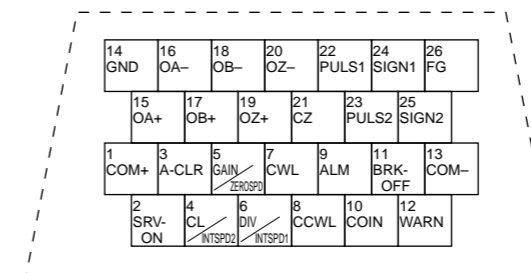 14 16 18 20 22 24 26
GND OA– OB– OZ– PULS1 SIGN1 FG
15 17 19 21 23 25
OA+ OB+ OZ+ CZ PULS2 SIGN2
1 3 5 7 9 11 13
COM+ A-CLR GAIN CWL ALM BRK- COM–
ZEROSPD OFF
2 4 6 8 10 12
SRV- CL DIV CCWL COIN WARN
ON INTSPD2 INTSPD1